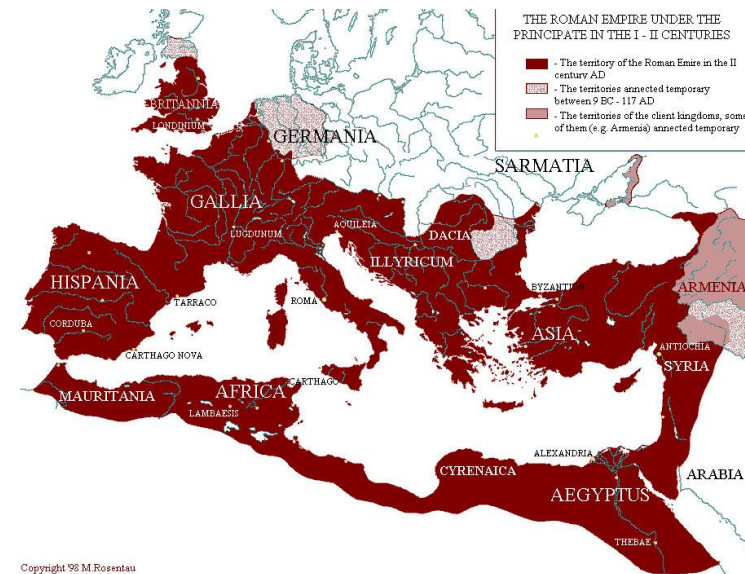 THE ROMAN EMPIRE UNDER THE
PRINCIPATE IN THE I - II CENTURIES
- The territory of the Roman Emire in the II
century AD
- The territories annected temporary
between 9 BC - 117 AD
- The territories of the client kingdoms, some
of them (e.g. Armenia) annected temporary
BRITANNIA
LONDINIUM
GERMANIA
SARMATIA
GALLIA
LUGDUNUM
AQUILEIA
DACIA
ILLYRICUM
HISPANIA
TARRACO
ROMA
BYZANTIUM
ARMENIA
CORDUBA
ASIA
CARTHAGO NOVA
ANTIOCHIA
SYRIA
MAURITANIA
AFRICA
CARTHAGO
LAMBAESIS
ALEXANDRIA
CYRENAICA
ARABIA
AEGYPTUS
THEBAE
Copyright '98 M.Rosentau